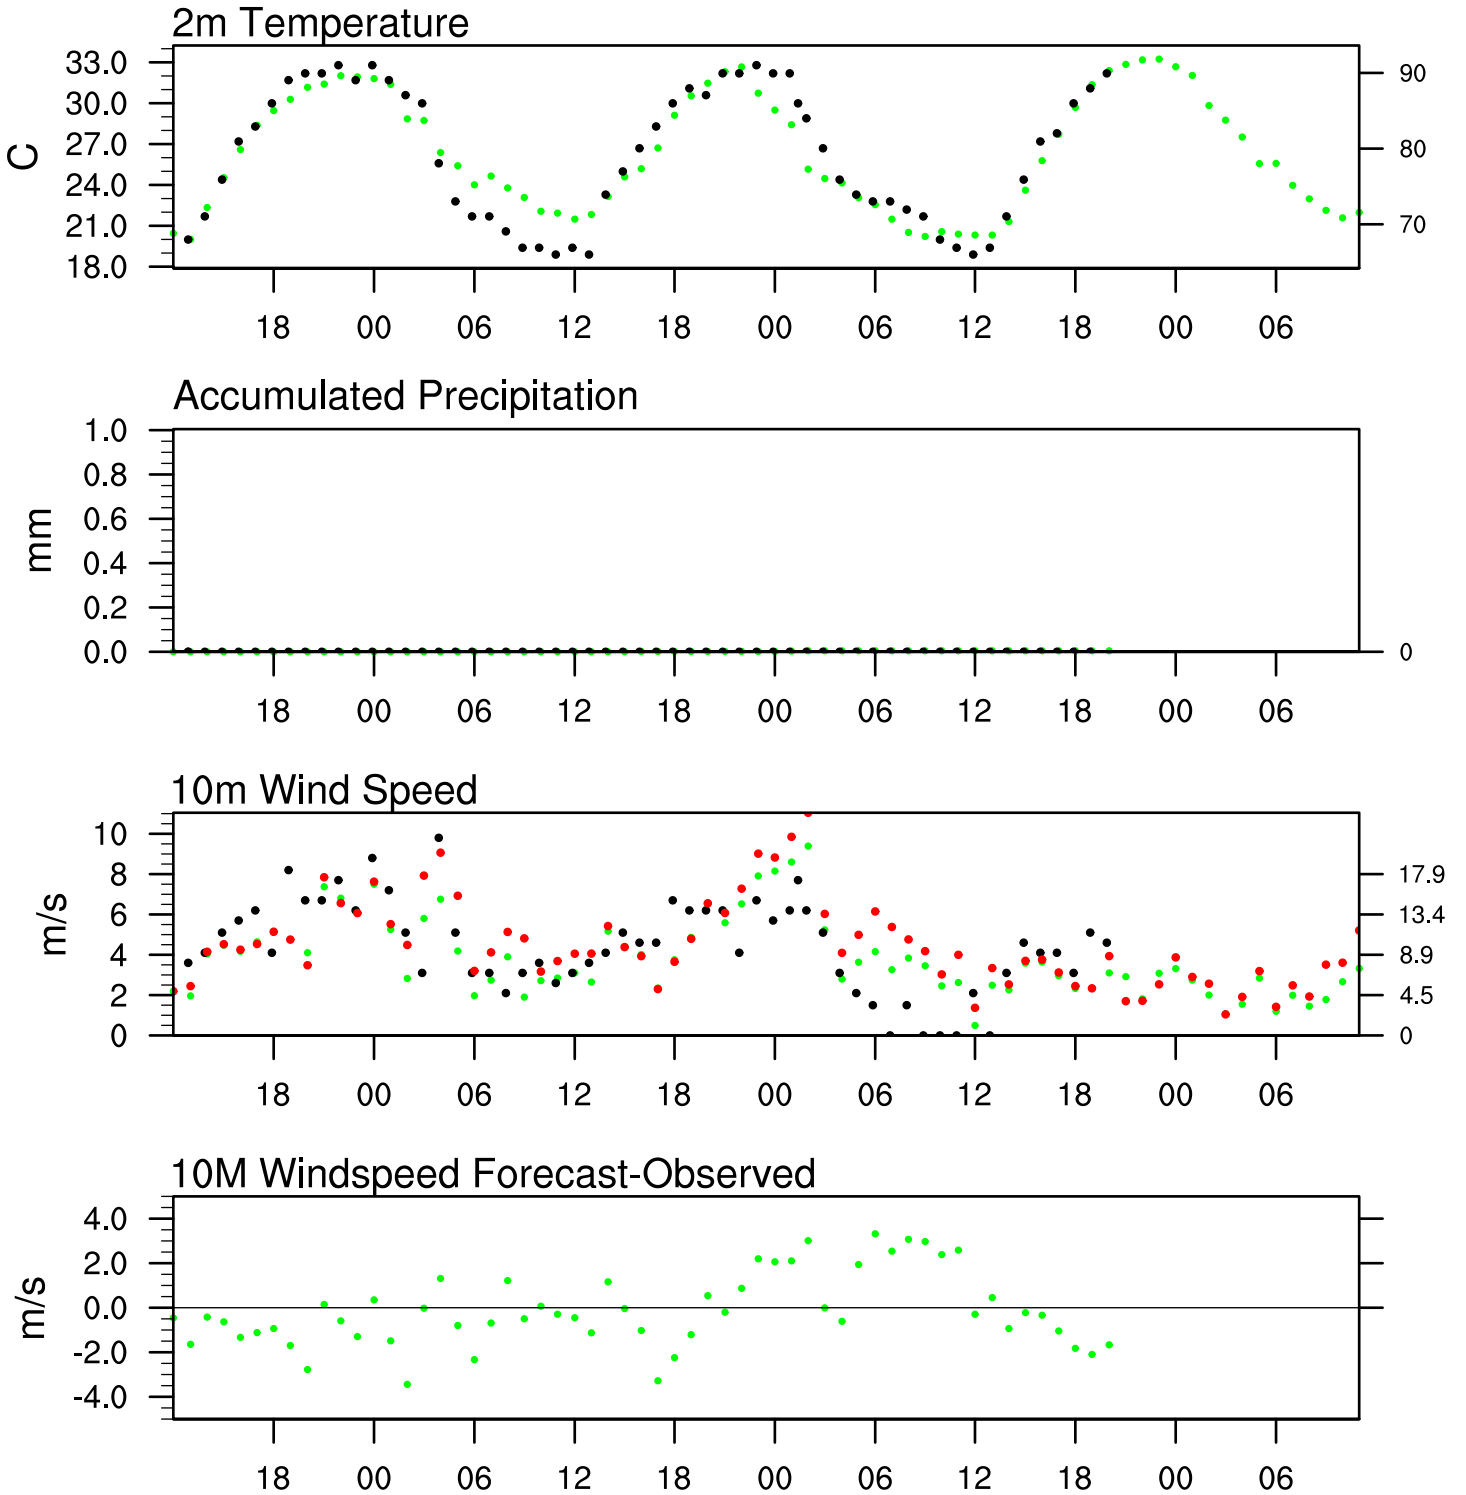 2m Temperature
33.0
30.0
27.0
24.0
21.0
18.0
C
90
80
70
18 00 06 12 18 00 06 12 18 00 06
Accumulated Precipitation
1.0
0.8
0.6
0.4
0.2
0.0
mm
0
18 00 06 12 18 00 06 12 18 00 06
10m Wind Speed
10
8
6
4
2
0
m/s
17.9
13.4
8.9
4.5
0
18 00 06 12 18 00 06 12 18 00 06
10M Windspeed Forecast-Observed
4.0
2.0
0.0
-2.0
-4.0
m/s
18 00 06 12 18 00 06 12 18 00 06